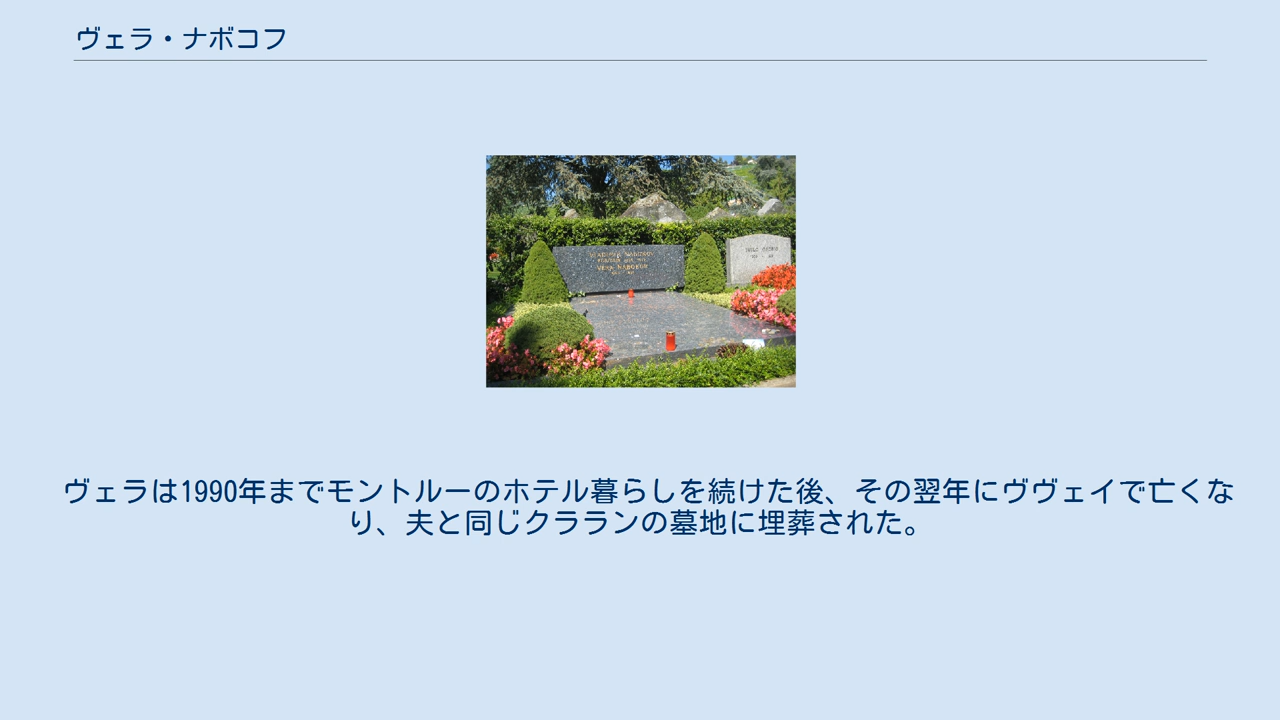 ヴェラ・ナボコフ
ヴェラは1990年までモントルーのホテル暮らしを続けた後、その翌年にヴヴェイで亡くな
り、夫と同じクラランの墓地に埋葬された。